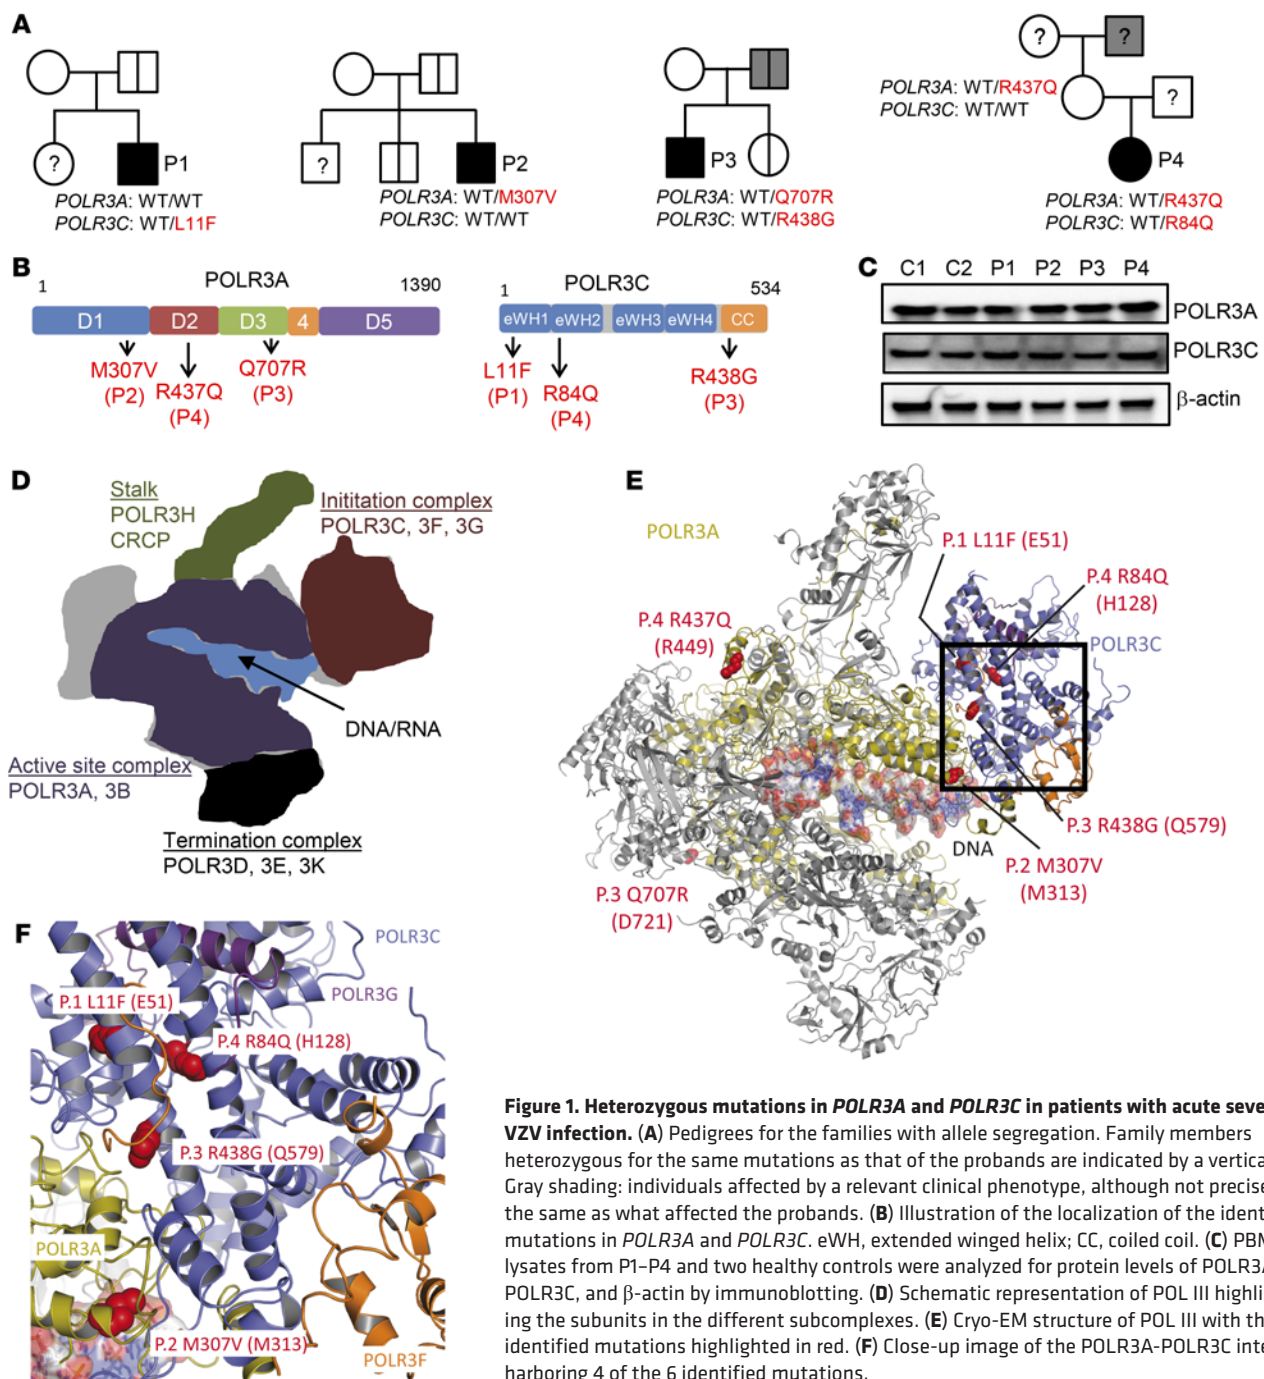 A
?
P1
POLR3A: WT/WT
POLR3C: WT/L11F
?
P2
POLR3A: WT/M307V
POLR3C: WT/WT
P3
POLR3A: WT/Q707R
POLR3C: WT/R438G
? ?
POLR3A: WT/R437Q
POLR3C: WT/WT
?
P4
POLR3A: WT/R437Q
POLR3C: WT/R84Q
B
1 POLR3A 1390
D1 D2 D3 4 D5
M307V
(P2)
R437Q
(P4)
Q707R
(P3)
1 POLR3C 534
eWH1 eWH2 eWH3 eWH4 CC
L11F
(P1)
R84Q
(P4)
R438G
(P3)
C
C1 C2 P1 P2 P3 P4
POLR3A
POLR3C
β-actin
D
Stalk
POLR3H
CRCP
Inititation complex
POLR3C, 3F, 3G
DNA/RNA
Active site complex
POLR3A, 3B
Termination complex
POLR3D, 3E, 3K
E
POLR3A
P.1 L11F (E51)
P.4 R84Q
(H128)
P.4 R437Q
(R449)
POLR3C
P.3 R438G (Q579)
DNA
P.2 M307V
(M313)
P.3 Q707R
(D721)
F
POLR3C
POLR3G
P.1 L11F (E51)
P.4 R84Q (H128)
P.3 R438G (Q579)
POLR3A
P.2 M307V (M313)
POLR3F
Figure 1. Heterozygous mutations in POLR3A and POLR3C in patients with acute seve
VZV infection. (A) Pedigrees for the families with allele segregation. Family members
heterozygous for the same mutations as that of the probands are indicated by a vertica
Gray shading: individuals affected by a relevant clinical phenotype, although not precise
the same as what affected the probands. (B) Illustration of the localization of the ident
mutations in POLR3A and POLR3C. eWH, extended winged helix; CC, coiled coil. (C) PBM
lysates from P1–P4 and two healthy controls were analyzed for protein levels of POLR3A
POLR3C, and β-actin by immunoblotting. (D) Schematic representation of POL III highli
ing the subunits in the different subcomplexes. (E) Cryo-EM structure of POL III with th
identified mutations highlighted in red. (F) Close-up image of the POLR3A-POLR3C inte
harboring 4 of the 6 identified mutations.